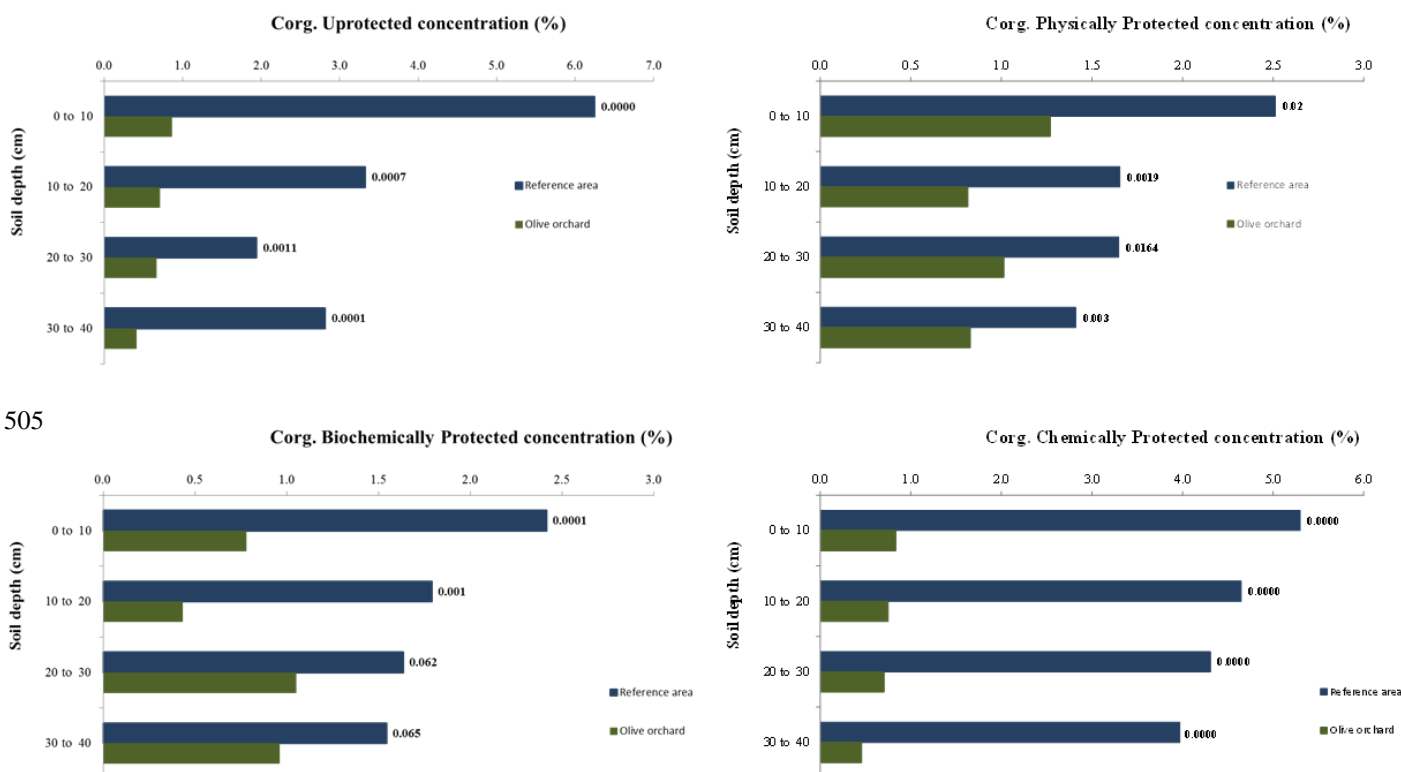 Corg. Uprotected concentration (%)
0.0 1.0 2.0 3.0 4.0 5.0 6.0 7.0
Soil depth (cm)
0 to 10 0.0000
10 to 20 0.0007
20 to 30 0.0011
30 to 40 0.0001
Reference area
Olive orchard
Corg. Physically Protected concentration (%)
0.0 0.5 1.0 1.5 2.0 2.5 3.0
Soil depth (cm)
0 to 10 0.02
10 to 20 0.0019
20 to 30 0.0164
30 to 40 0.003
Reference area
Olive orchard
505
Corg. Biochemically Protected concentration (%)
0.0 0.5 1.0 1.5 2.0 2.5 3.0
Soil depth (cm)
0 to 10 0.0001
10 to 20 0.001
20 to 30 0.062
30 to 40 0.065
Reference area
Olive orchard
Corg. Chemically Protected concentration (%)
0.0 1.0 2.0 3.0 4.0 5.0 6.0
Soil depth (cm)
0 to 10 0.0000
10 to 20 0.0000
20 to 30 0.0000
30 to 40 0.0000
Reference area
Olive orchard